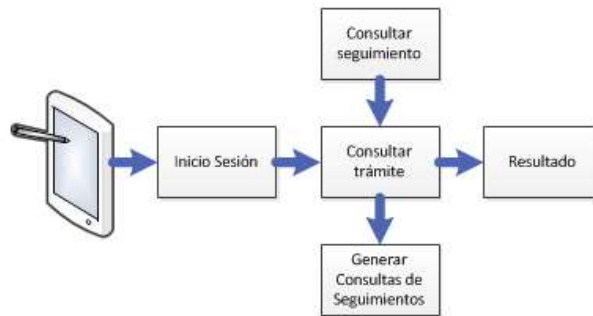 Consultar
seguimiento
Inicio Sesión
Consultar
trámite
Resultado
Generar
Consultas de
Seguimientos